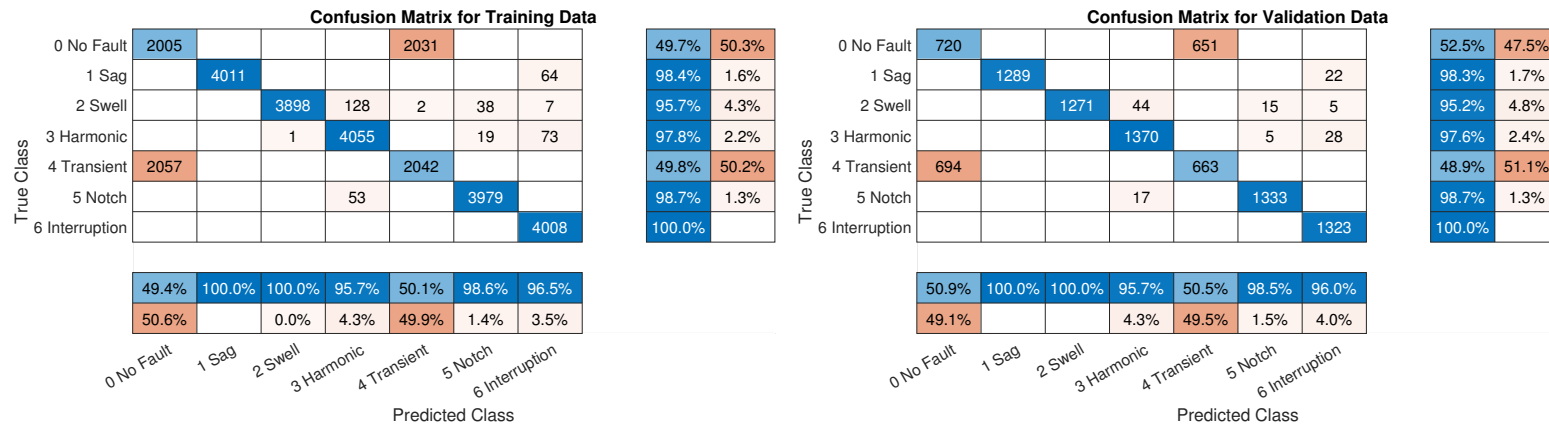 Confusion Matrix for Training Data
0 No Fault 2005 2031 49.7% 50.3%
1 Sag 4011 64 98.4% 1.6%
2 Swell 3898 128 2 38 7 95.7% 4.3%
3 Harmonic 1 4055 19 73 97.8% 2.2%
4 Transient 2057 2042 49.8% 50.2%
5 Notch 53 3979 98.7% 1.3%
6 Interruption 4008 100.0%
True Class
49.4% 100.0% 100.0% 95.7% 50.1% 98.6% 96.5%
50.6% 0.0% 4.3% 49.9% 1.4% 3.5%
0 No Fault 1 Sag 2 Swell 3 Harmonic 4 Transient 5 Notch 6 Interruption
Predicted Class
Confusion Matrix for Validation Data
0 No Fault 720 651 52.5% 47.5%
1 Sag 1289 22 98.3% 1.7%
2 Swell 1271 44 15 5 95.2% 4.8%
3 Harmonic 1370 5 28 97.6% 2.4%
4 Transient 694 663 48.9% 51.1%
5 Notch 17 1333 98.7% 1.3%
6 Interruption 1323 100.0%
True Class
50.9% 100.0% 100.0% 95.7% 50.5% 98.5% 96.0%
49.1% 4.3% 49.5% 1.5% 4.0%
0 No Fault 1 Sag 2 Swell 3 Harmonic 4 Transient 5 Notch 6 Interruption
Predicted Class